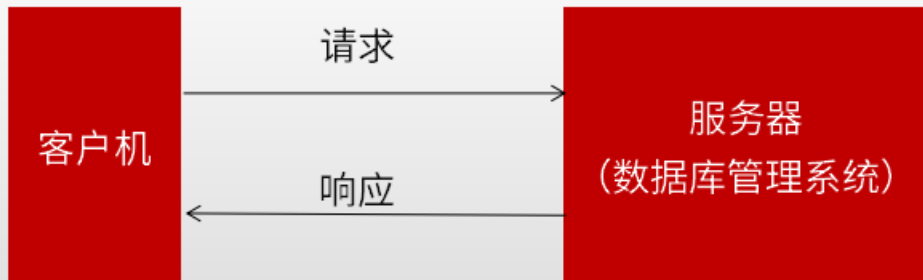 请求
客户机
服务器
（数据库管理系统）
响应